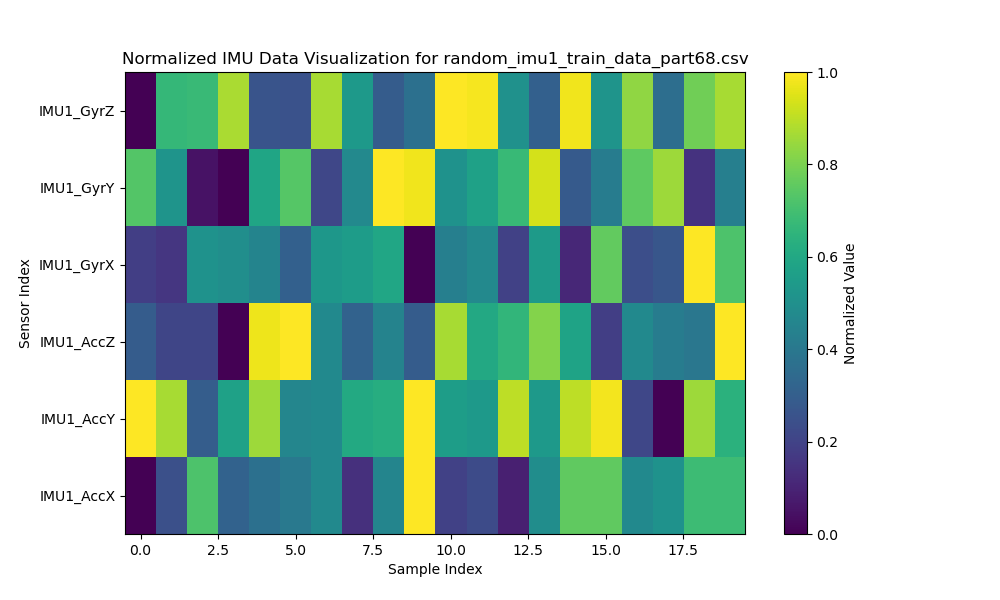 Normalized IMU Data Visualization for random_imu1_train_data_part68.csv
IMU1_GyrZ
IMU1_GyrY
IMU1_GyrX
IMU1_AccZ
IMU1_AccY
IMU1_AccX
Sensor Index
0.0 2.5 5.0 7.5 10.0 12.5 15.0 17.5
Sample Index
1.0
0.8
0.6
0.4
0.2
0.0
Normalized Value